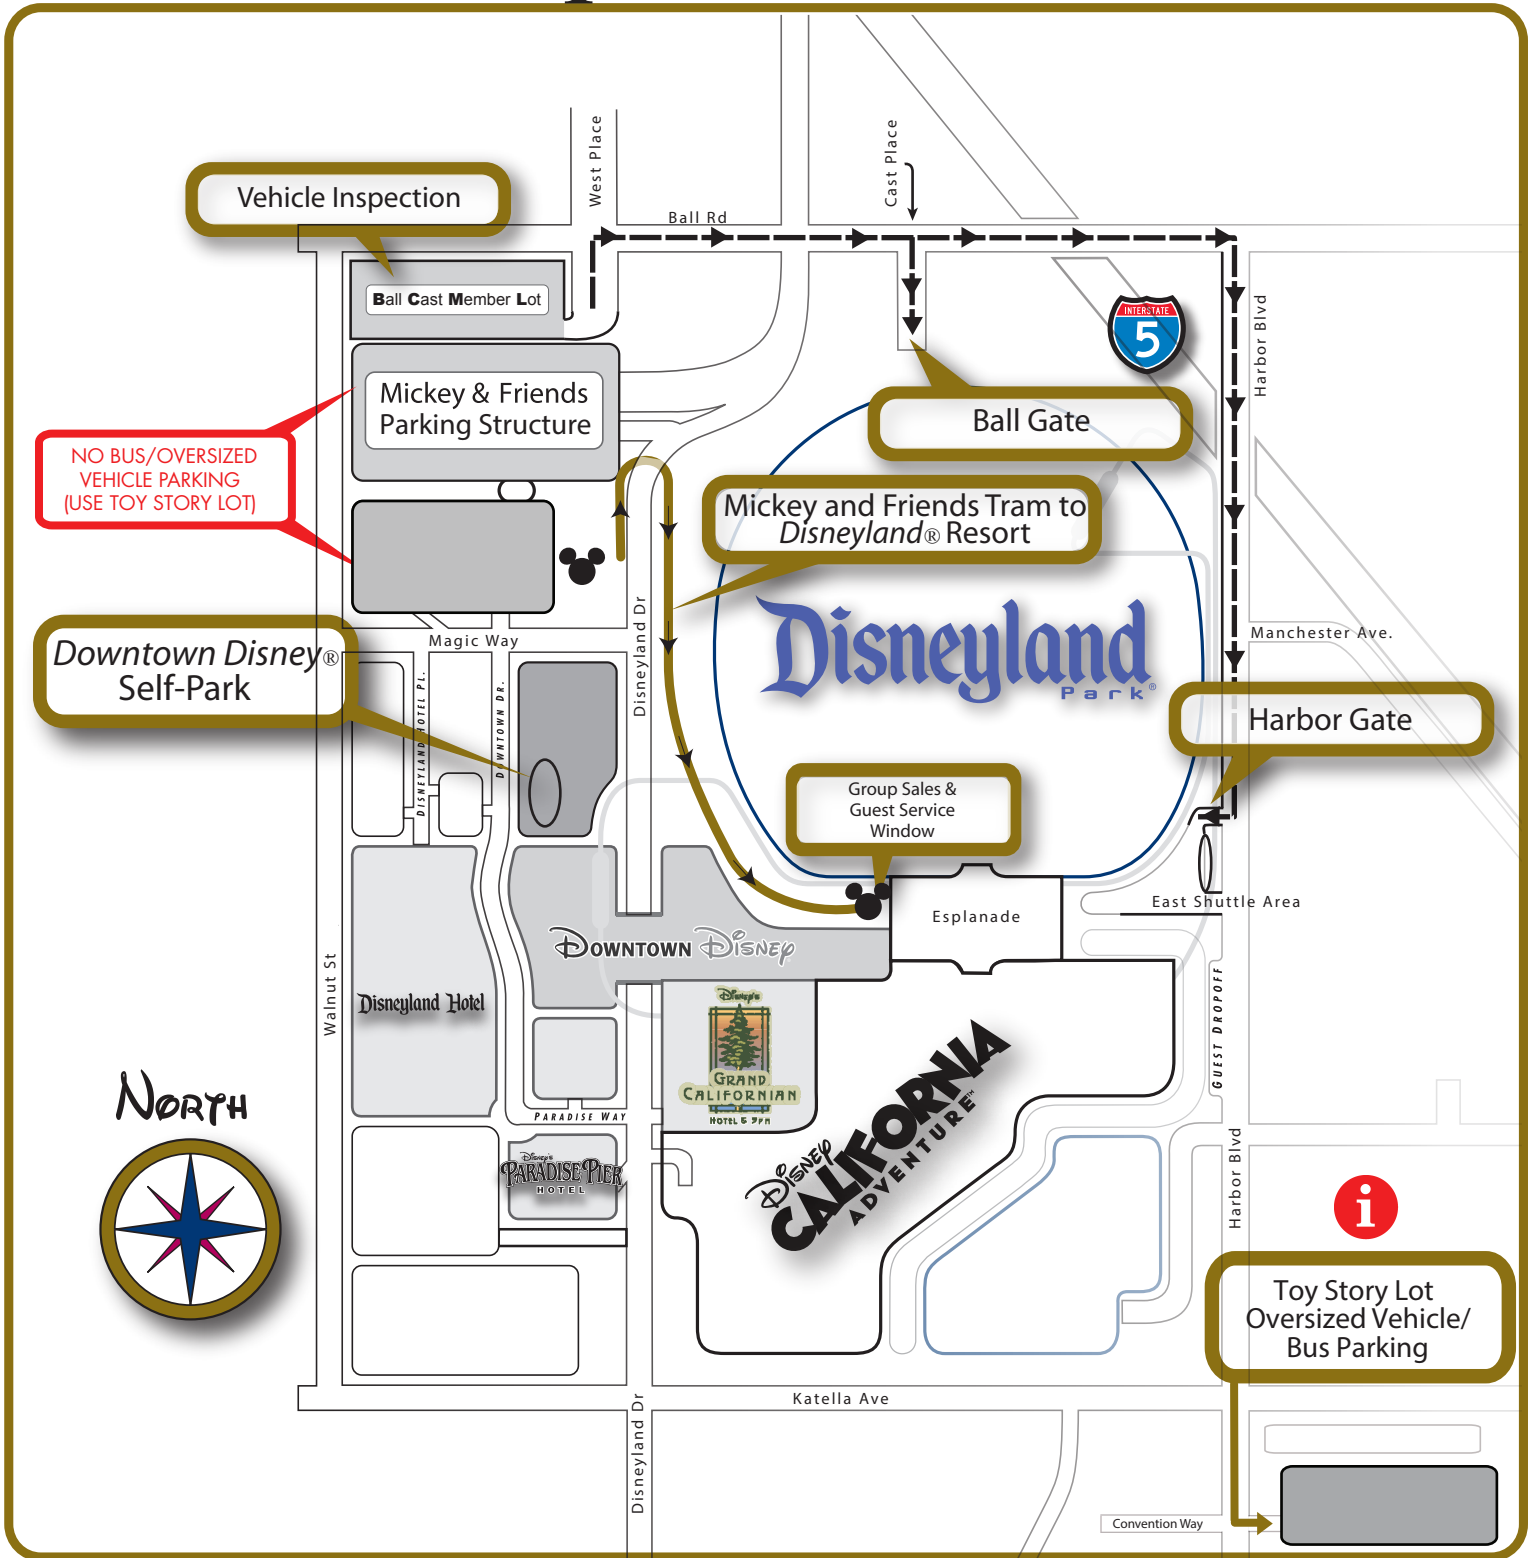 West Place
Cast Place
Vehicle Inspection
Ball Rd
Ball Cast Member Lot
INTERSTATE
5
Harbor Blvd
Mickey & Friends
Parking Structure
Ball Gate
NO BUS/OVERSIZED
VEHICLE PARKING
(USE TOY STORY LOT)
Mickey and Friends Tram to
Disneyland® Resort
Disneyland Dr
Magic Way
Manchester Ave.
Disneyland
Park®
Downtown Disney®
Self-Park
DISNEYLAND HOTEL PL.
DOWNTOWN DR.
Harbor Gate
Group Sales &
Guest Service
Window
East Shuttle Area
Esplanade
DOWNTOWN DISNEY
Walnut St
Disneyland Hotel
DISNEY'S
GRAND
CALIFORNIAN
HOTEL & SPA
GUEST DROPOFF
NORTH
PARADISE WAY
DISNEY'S
PARADISE PIER
HOTEL
DISNEY
CALIFORNIA
ADVENTURE™
Harbor Blvd
i
Toy Story Lot
Oversized Vehicle/
Bus Parking
Katella Ave
Disneyland Dr
Convention Way